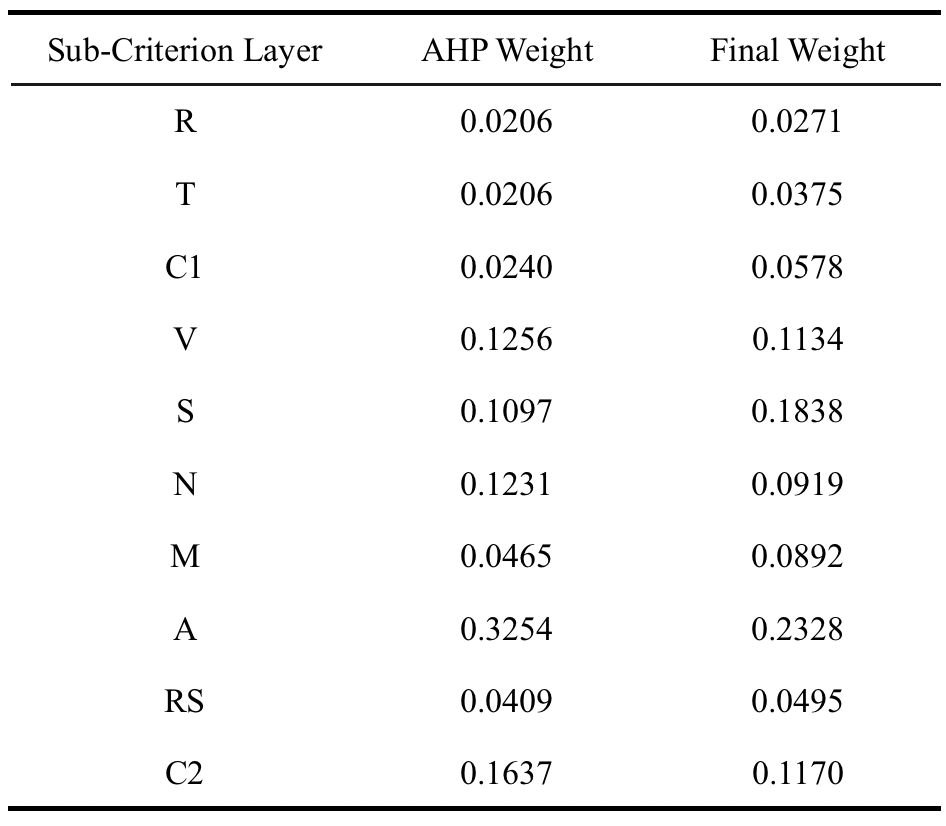 Sub-Criterion Layer AHP Weight Final Weight
R 0.0206 0.0271
T 0.0206 0.0375
C1 0.0240 0.0578
V 0.1256 0.1134
S 0.1097 0.1838
N 0.1231 0.0919
M 0.0465 0.0892
A 0.3254 0.2328
RS 0.0409 0.0495
C2 0.1637 0.1170